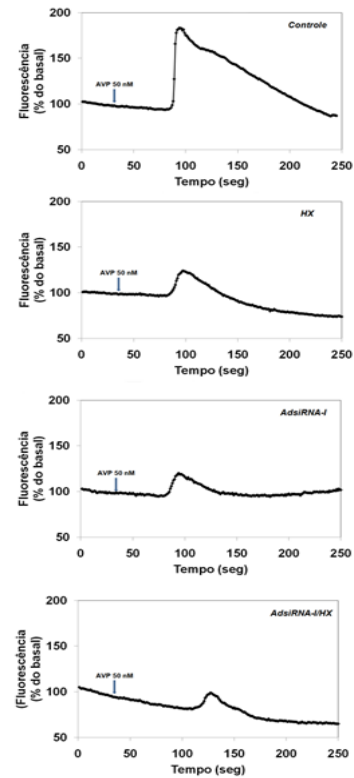 200
Controle
150
AVP 50 nM
100
50
0 50 100 150 200 250
Tempo (seg)
Fluorescência
(% do basal)
200
HX
150
AVP 50 nM
100
50
0 50 100 150 200 250
Tempo (seg)
Fluorescência
(% do basal)
200
AdsiRNA-I
150
AVP 50 nM
100
50
0 50 100 150 200 250
Tempo (seg)
Fluorescência
(% do basal)
200
AdsiRNA-I/HX
150
AVP 50 nM
100
50
0 50 100 150 200 250
Tempo (seg)
(Fluorescência
(% do basal)